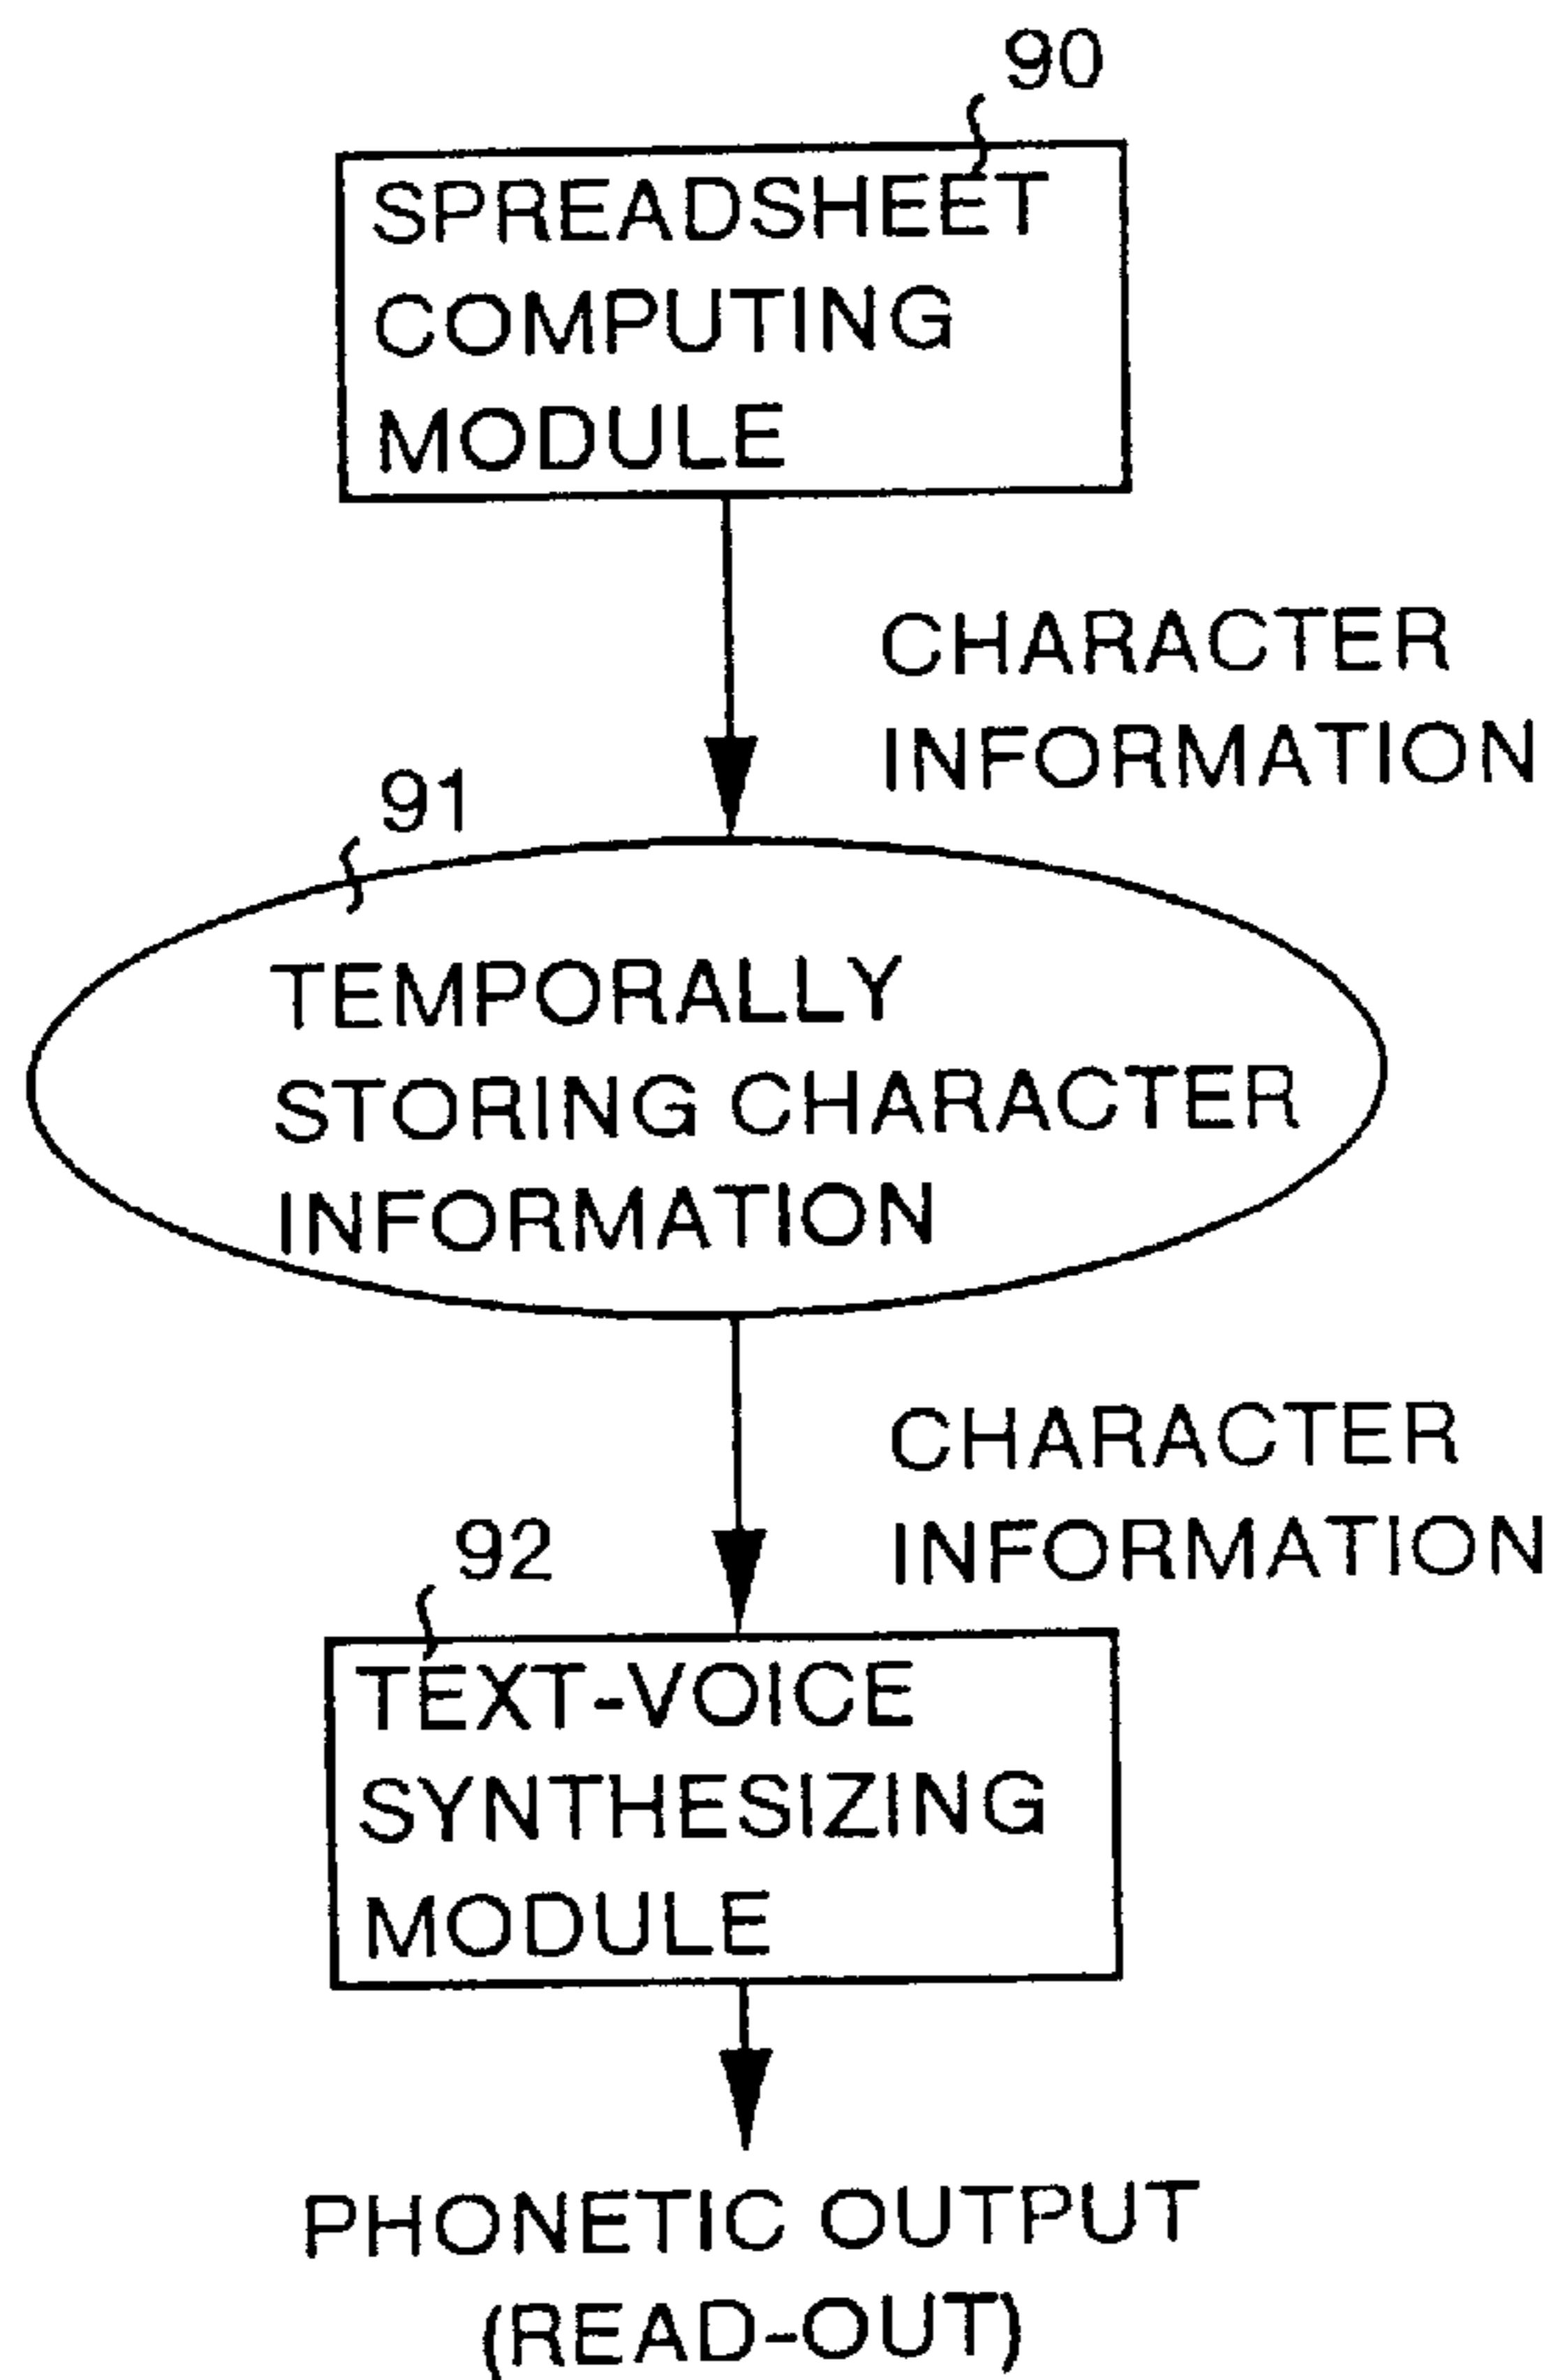 90
SPREADSHEET
COMPUTING
MODULE
CHARACTER
INFORMATION
91
TEMPORALLY
STORING CHARACTER
INFORMATION
CHARACTER
INFORMATION
92
TEXT-VOICE
SYNTHESIZING
MODULE
PHONETIC OUTPUT
(READ-OUT)